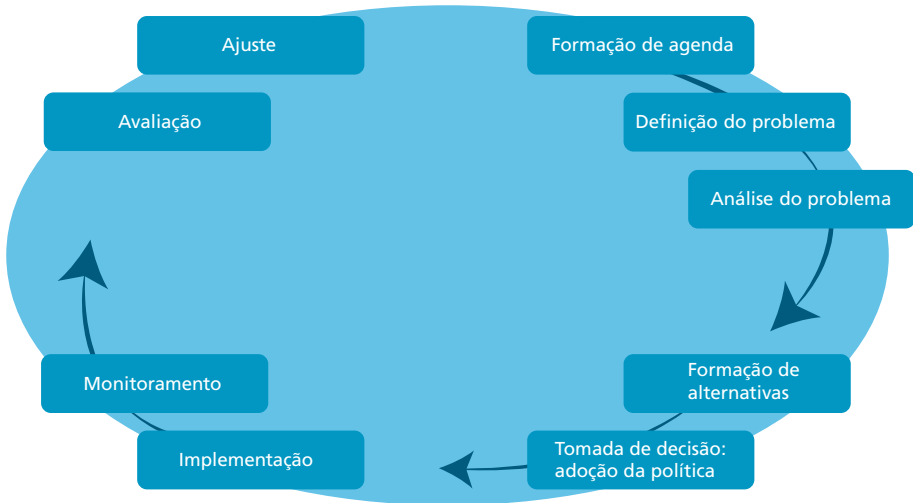 Ajuste
Formação de agenda
Avaliação
Definição do problema
Análise do problema
Monitoramento
Formação de
alternativas
Implementação
Tomada de decisão:
adoção da política